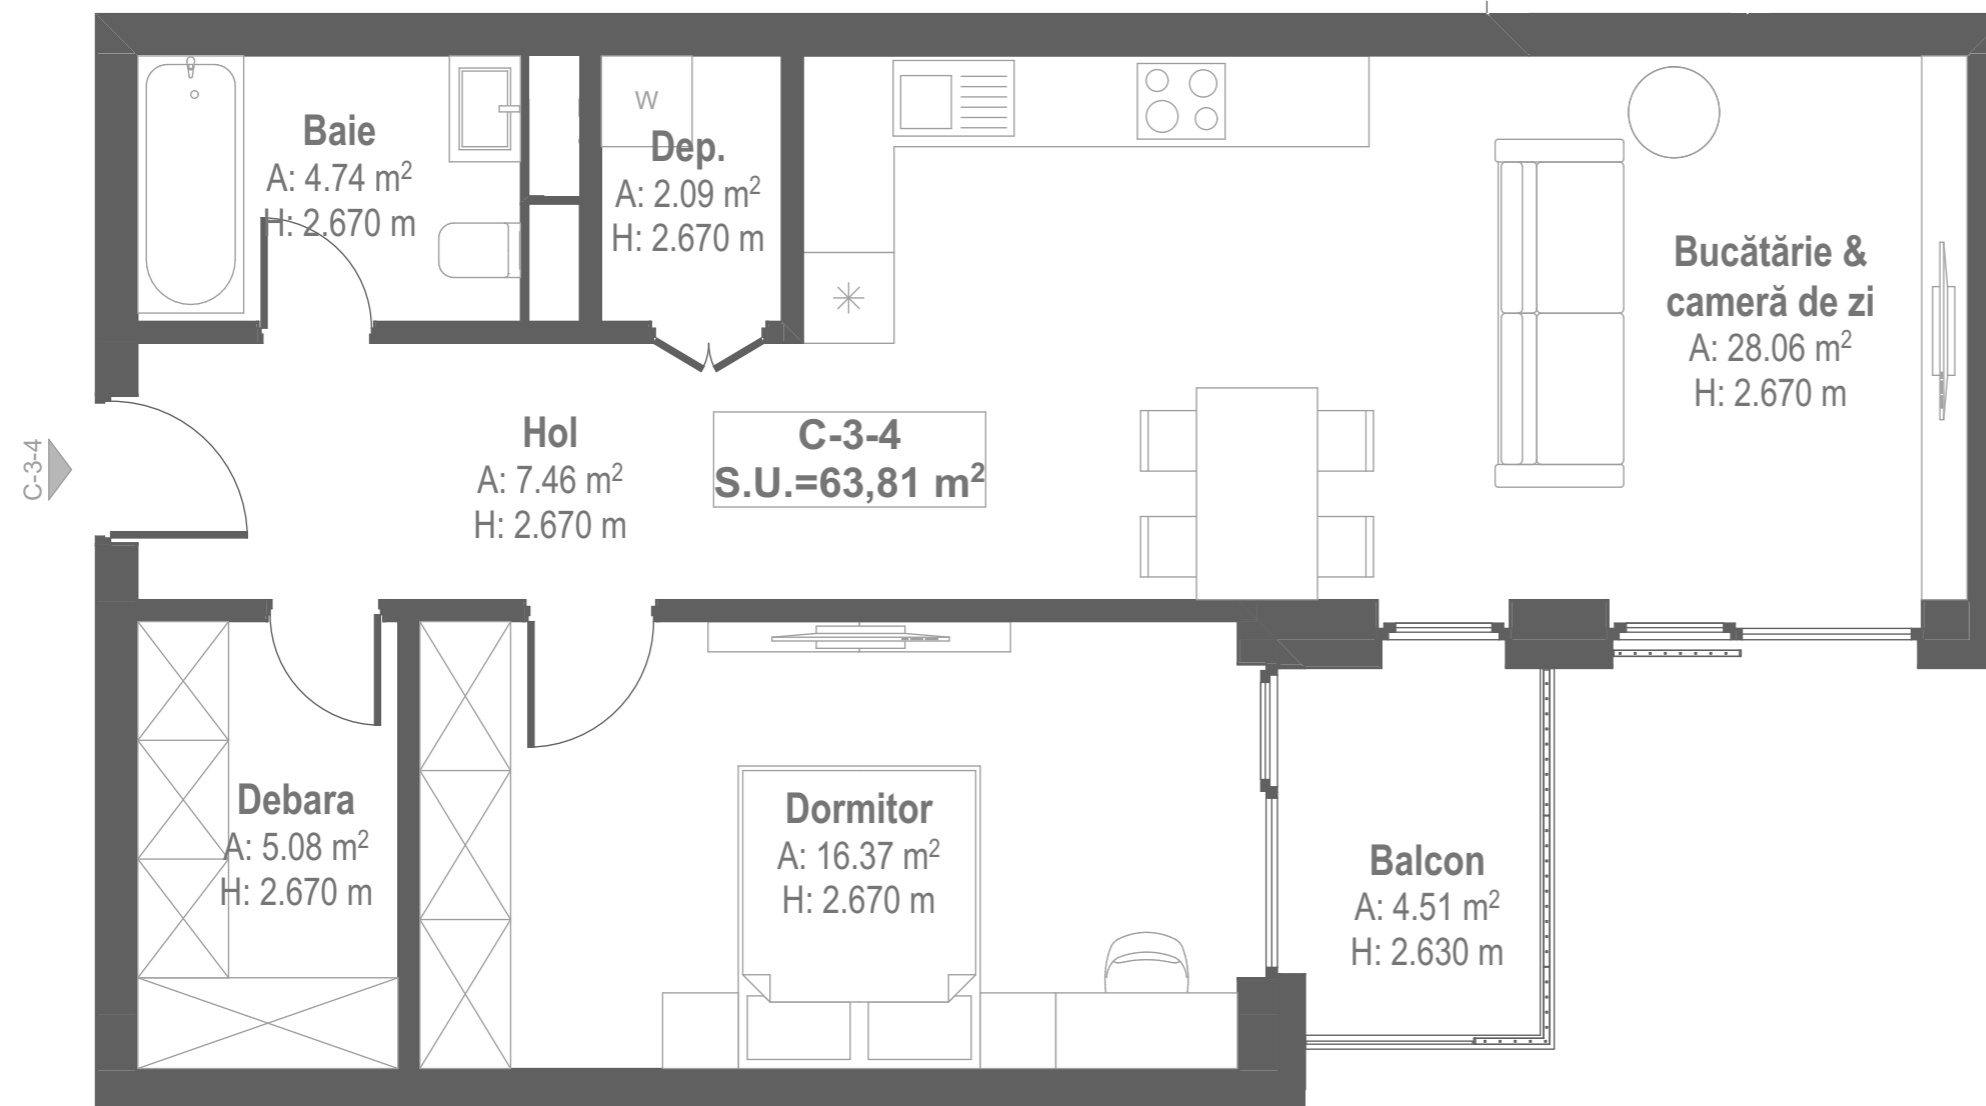 Baie
A: 4.74 m²
H: 2.670 m
W
Dep.
A: 2.09 m²
H: 2.670 m
Bucătărie &
cameră de zi
A: 28.06 m²
H: 2.670 m
C-3-4
Hol
A: 7.46 m²
H: 2.670 m
C-3-4
S.U.=63,81 m²
Debara
A: 5.08 m²
H: 2.670 m
Dormitor
A: 16.37 m²
H: 2.670 m
Balcon
A: 4.51 m²
H: 2.630 m